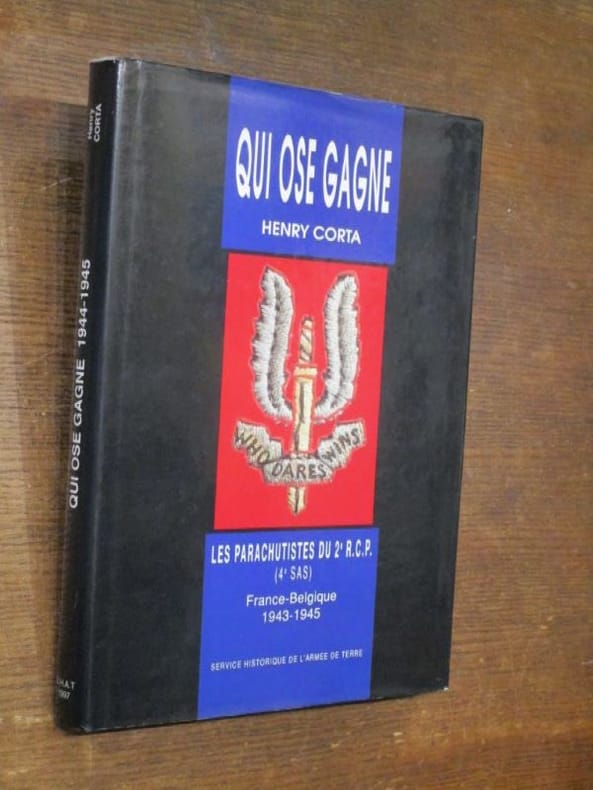 QUI OSE GAGNE
HENRY CORTA
WHO DARES WINS
LES PARACHUTISTES DU 2e R.C.P.
(4e SAS)
France-Belgique
1943-1945
SERVICE HISTORIQUE DE L'ARMEE DE TERRE
Henry
CORTA
QUI OSE GAGNE 1944-1945
1997